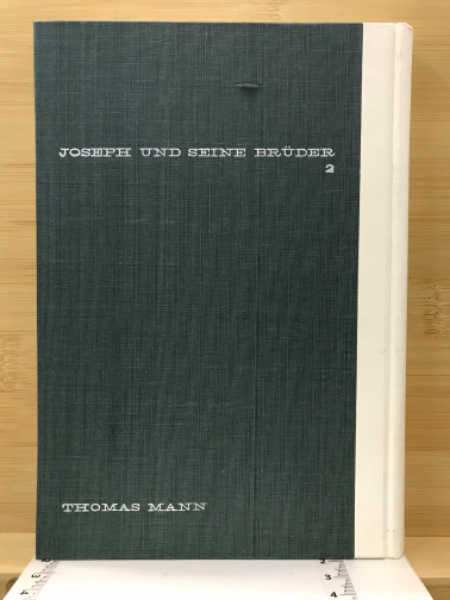 JOSEPH UND SEINE BRÜDER
2
THOMAS MANN